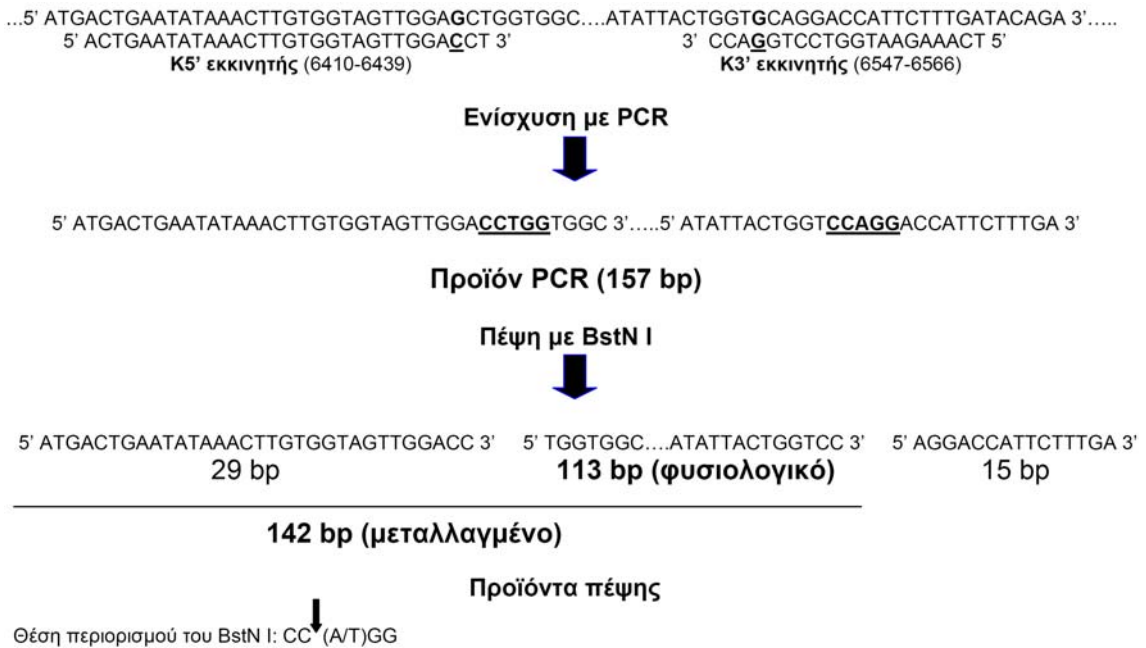 ...5' ATGACTGAATATAAACTTGTGGTAGTTGGAGCTGGTGGC....ATATTACTGGTGCAGGACCATTCTTTGATACAGA 3'.....
5' ACTGAATATAAACTTGTGGTAGTTGGACCT 3' 3' CCAGGTCCTGGTAAGAAACT 5'
K5' εκκινητής (6410-6439) K3' εκκινητής (6547-6566)
Ενίσχυση με PCR
5' ATGACTGAATATAAACTTGTGGTAGTTGGACCTGGTGGC 3'.....5' ATATTACTGGTCCAGGACCATTCTTTGA 3'
Προϊόν PCR (157 bp)
Πέψη με BstN I
5' ATGACTGAATATAAACTTGTGGTAGTTGGACC 3' 5' TGGTGGC....ATATTACTGGTCC 3' 5' AGGACCATTCTTTGA 3'
29 bp 113 bp (φυσιολογικό) 15 bp
142 bp (μεταλλαγμένο)
Προϊόντα πέψης
Θέση περιορισμού του BstN I: CC (A/T)GG